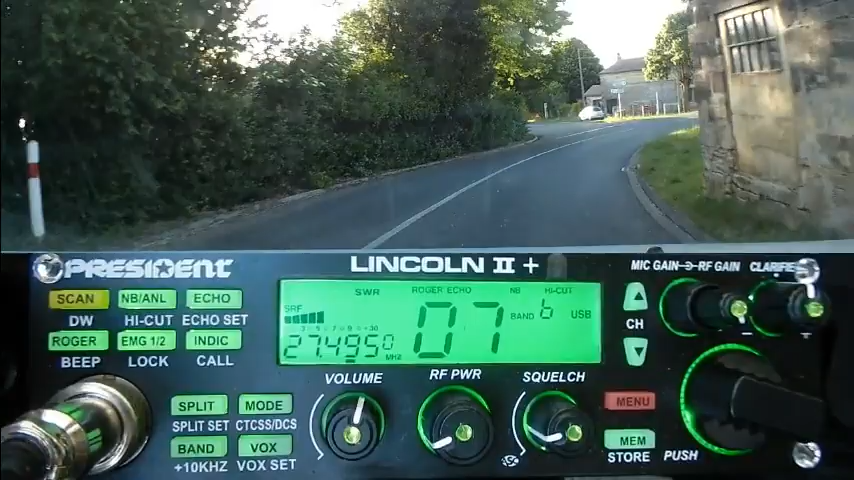 PRESIDENT
LINCOLN II +
MIC GAIN RF GAIN CLARIFIER
SCAN
NB/ANL
ECHO
DW
HI-CUT
ECHO SET
ROGER
EMG 1/2
INDIC
BEEP
LOCK
CALL
SWR ROGER ECHO NB HI-CUT
SRF
07
BAND 6
USB
27.4950 MHz
CH
VOLUME
RF PWR
SQUELCH
SPLIT
MODE
SPLIT SET
CTCSS/DCS
BAND
VOX
+10KHZ
VOX SET
MENU
MEM
STORE
PUSH
ASC